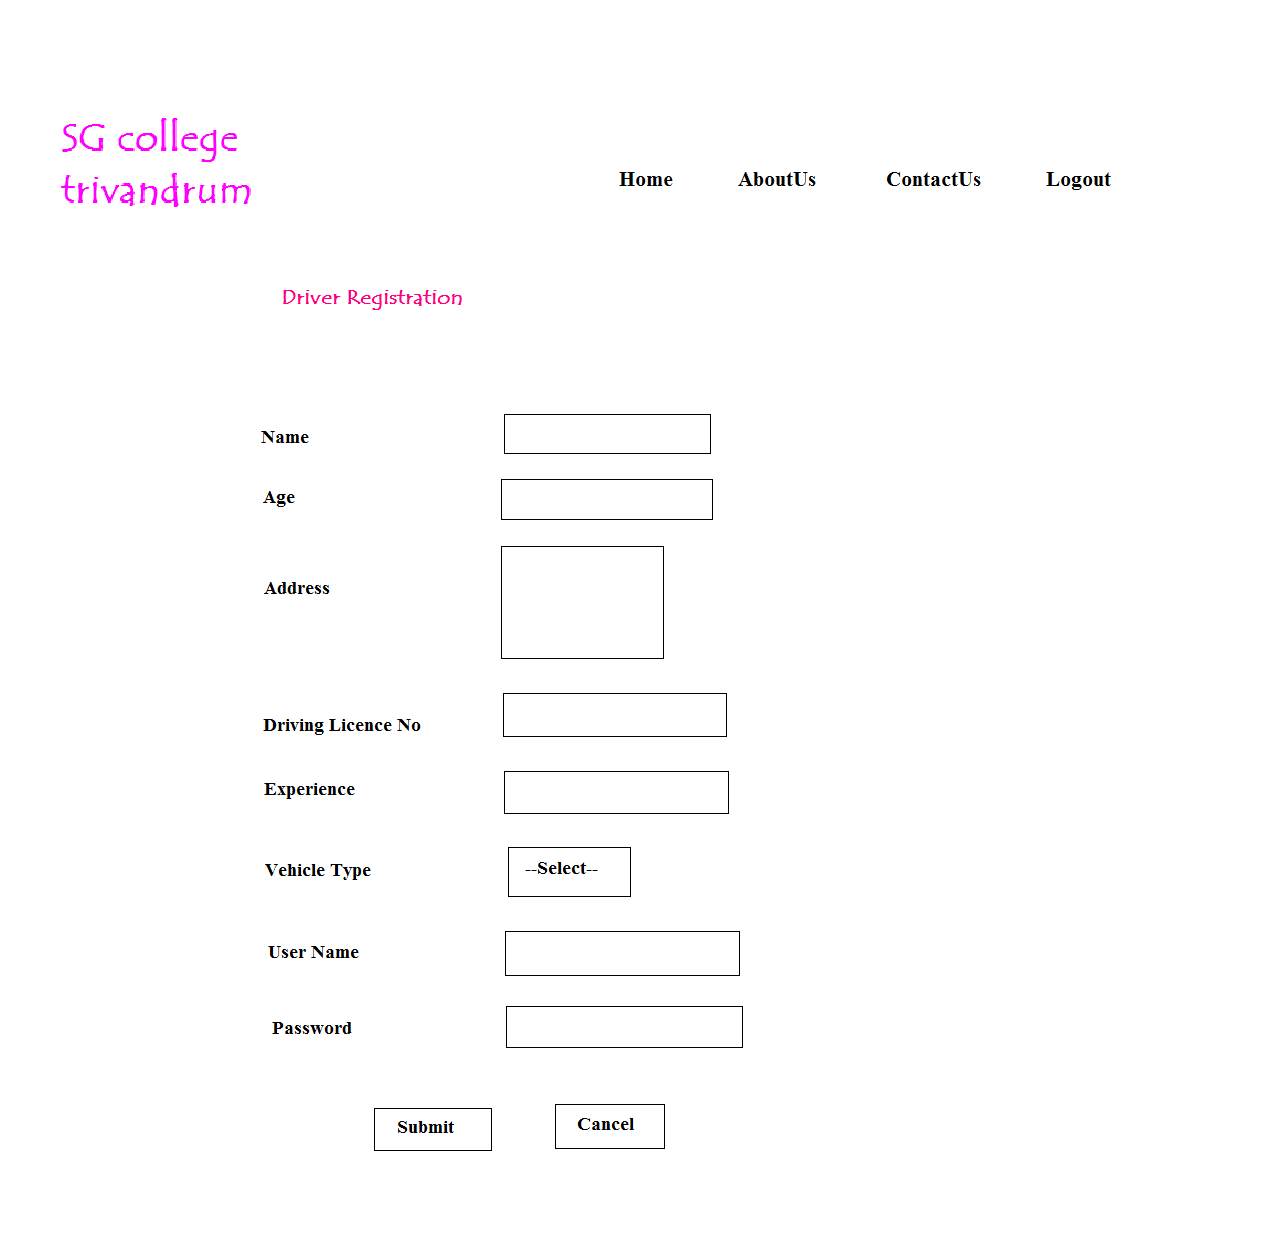 SG college
trivandrum
Home AboutUs ContactUs Logout
Driver Registration
Name
Age
Address
Driving Licence No
Experience
Vehicle Type --Select--
User Name
Password
Submit Cancel